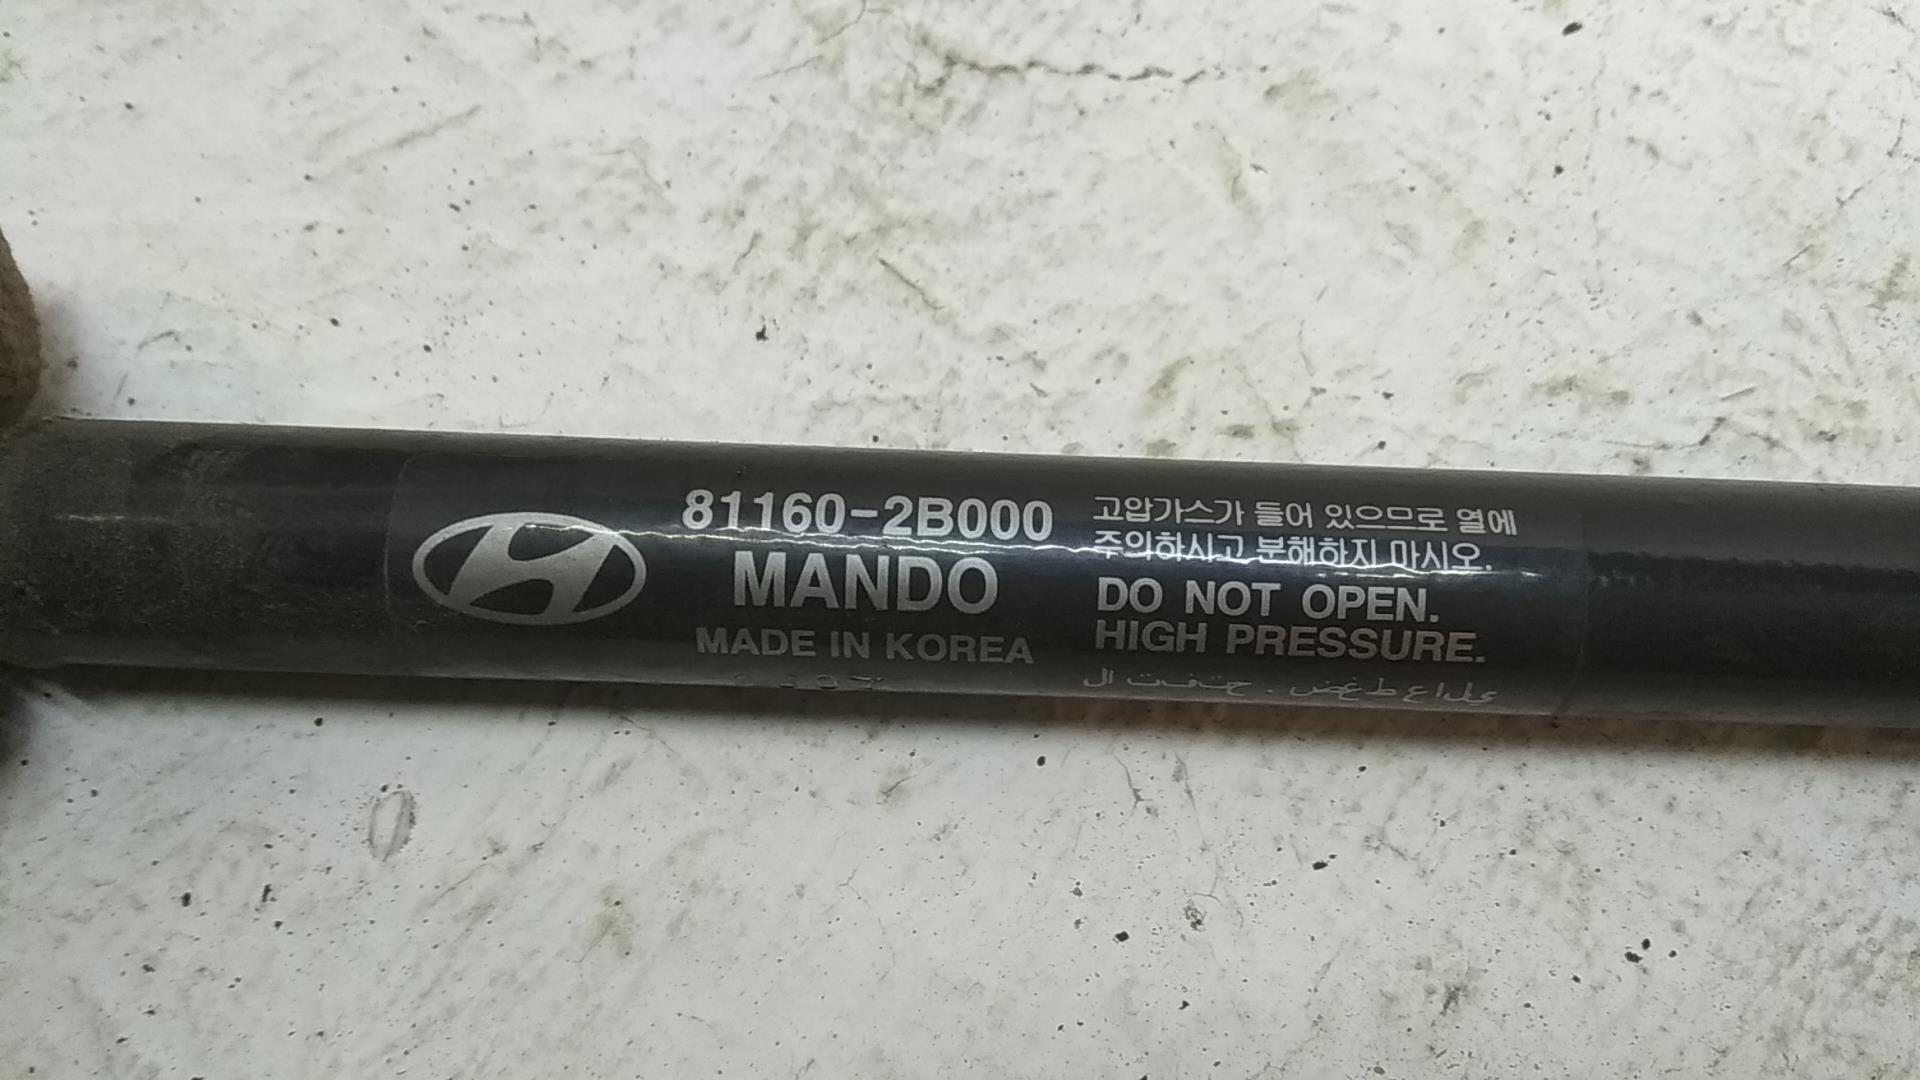 81160-2B000
MANDO
MADE IN KOREA
고압가스가 들어 있으므로 열에
주의하시고 분해하지 마시오.
DO NOT OPEN.
HIGH PRESSURE.